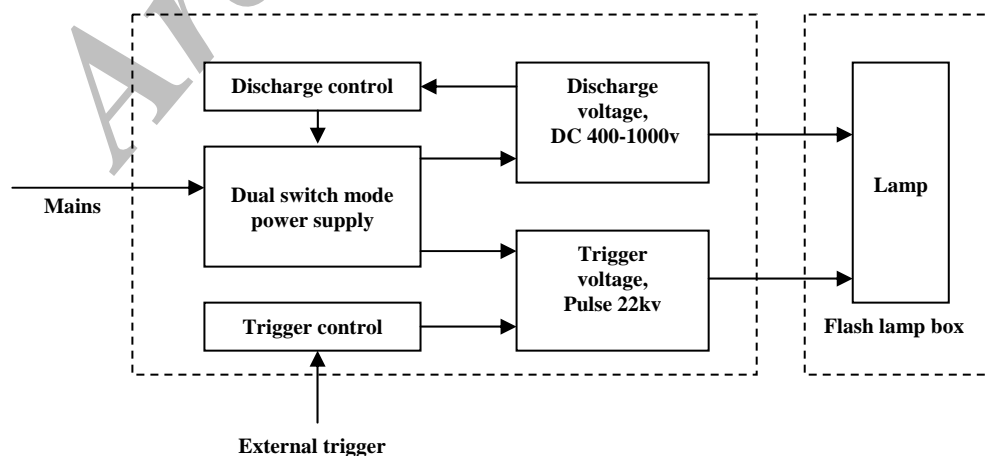 Discharge control
Discharge
voltage,
DC 400-1000v
Mains
Dual switch mode
power supply
Lamp
Trigger
voltage,
Pulse 22kv
Trigger control
Flash lamp box
External trigger